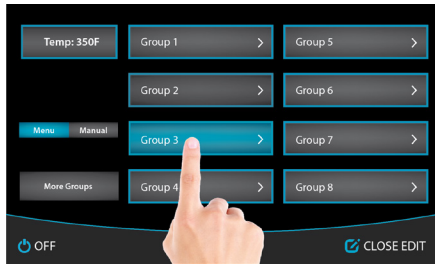 Temp: 350F
Group 1
Group 5
Group 2
Group 6
Menu
Manual
Group 3
Group 7
More Groups
Group 4
Group 8
OFF
CLOSE EDIT